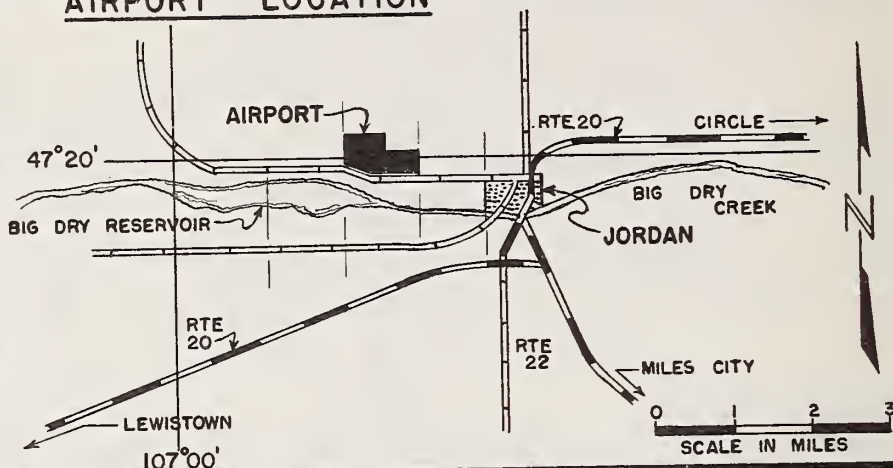 AIRPORT LOCATION
AIRPORT
RTE 20
CIRCLE
47°20'
BIG DRY RESERVOIR
BIG DRY
CREEK
JORDAN
N
RTE
20
RTE
22
MILES CITY
LEWISTOWN
107°00'
0 1 2 3
SCALE IN MILES